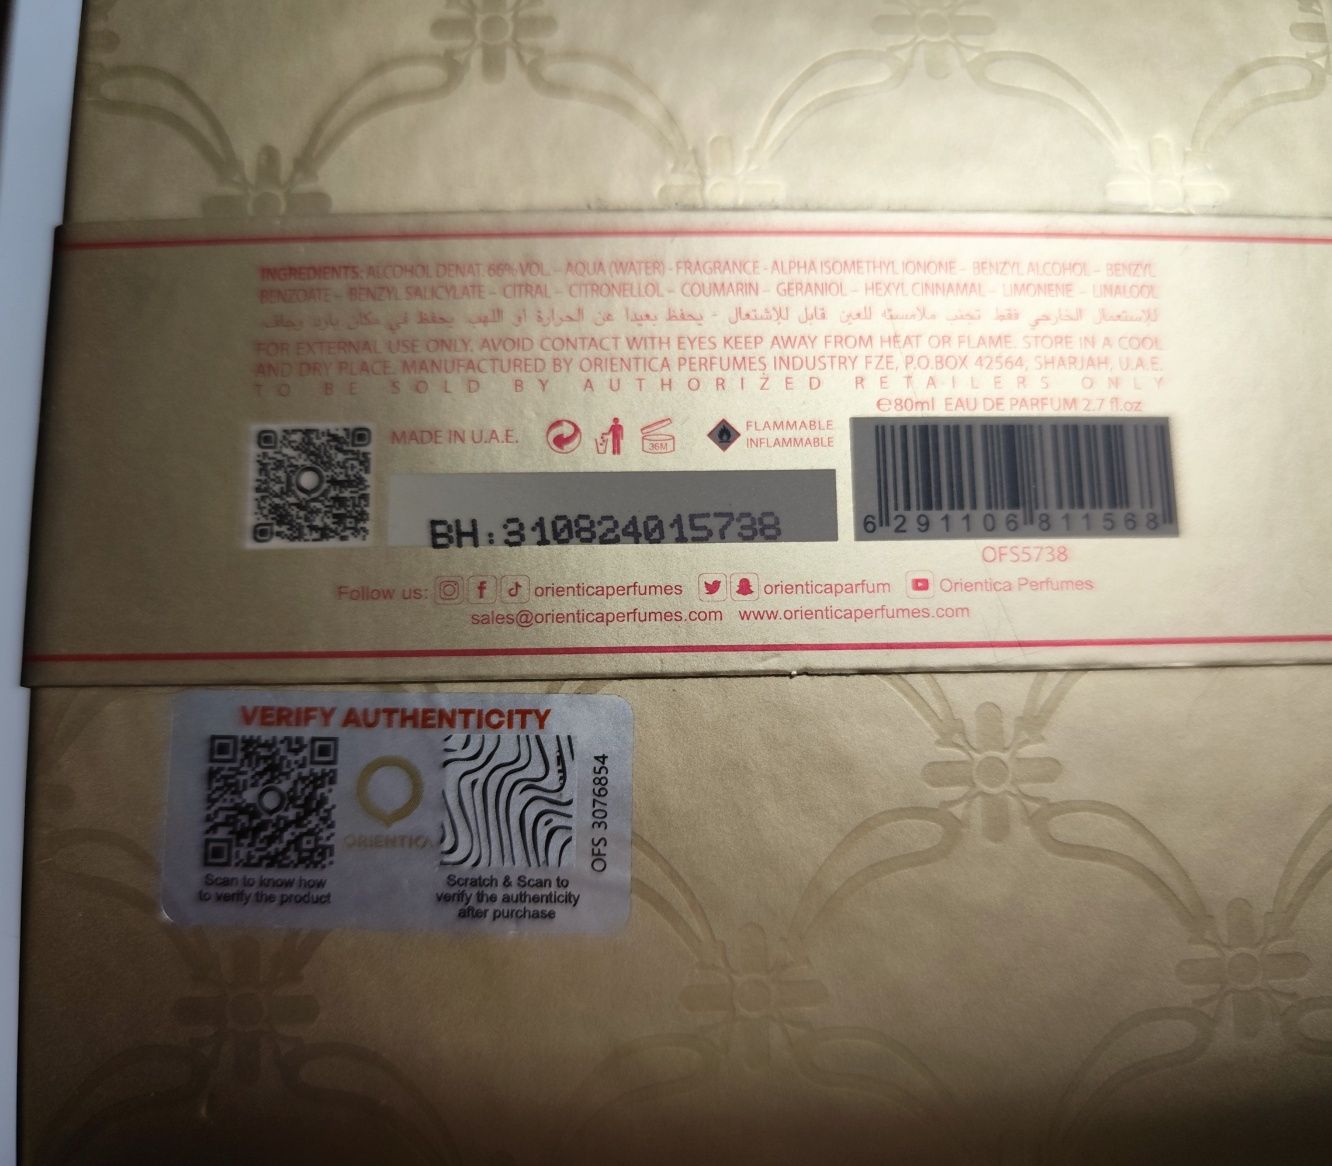 INGREDIENTS: ALCOHOL DENAT. 66% VOL. - AQUA (WATER) - FRAGRANCE - ALPHA ISOMETHYL IONONE - BENZYL ALCOHOL - BENZYL
BENZOATE - BENZYL SALICYLATE - CITRAL - CITRONELLOL - COUMARIN - GERANIOL - HEXYL CINNAMAL - LIMONENE - LINALOOL
للإستعمال الخارجي فقط تجنب ملامسته للعين قابل للإشتعال - يحفظ بعيدا عن الحرارة او اللهب يحفظ في مكان بارد وجاف.
FOR EXTERNAL USE ONLY. AVOID CONTACT WITH EYES KEEP AWAY FROM HEAT OR FLAME. STORE IN A COOL
AND DRY PLACE. MANUFACTURED BY ORIENTICA PERFUMES INDUSTRY FZE, P.O.BOX 42564, SHARJAH, U.A.E.
TO BE SOLD BY AUTHORIZED RETAILERS ONLY
℮80ml EAU DE PARFUM 2.7 fl.oz
MADE IN U.A.E.
36M
FLAMMABLE
INFLAMMABLE
BH:310824015738
6 291106 811568
OFS5738
Follow us: orienticaperfumes orienticaparfum Orientica Perfumes
sales@orienticaperfumes.com www.orienticaperfumes.com
VERIFY AUTHENTICITY
ORIENTICA
OFS 3076854
Scan to know how
to verify the product
Scratch & Scan to
verify the authenticity
after purchase